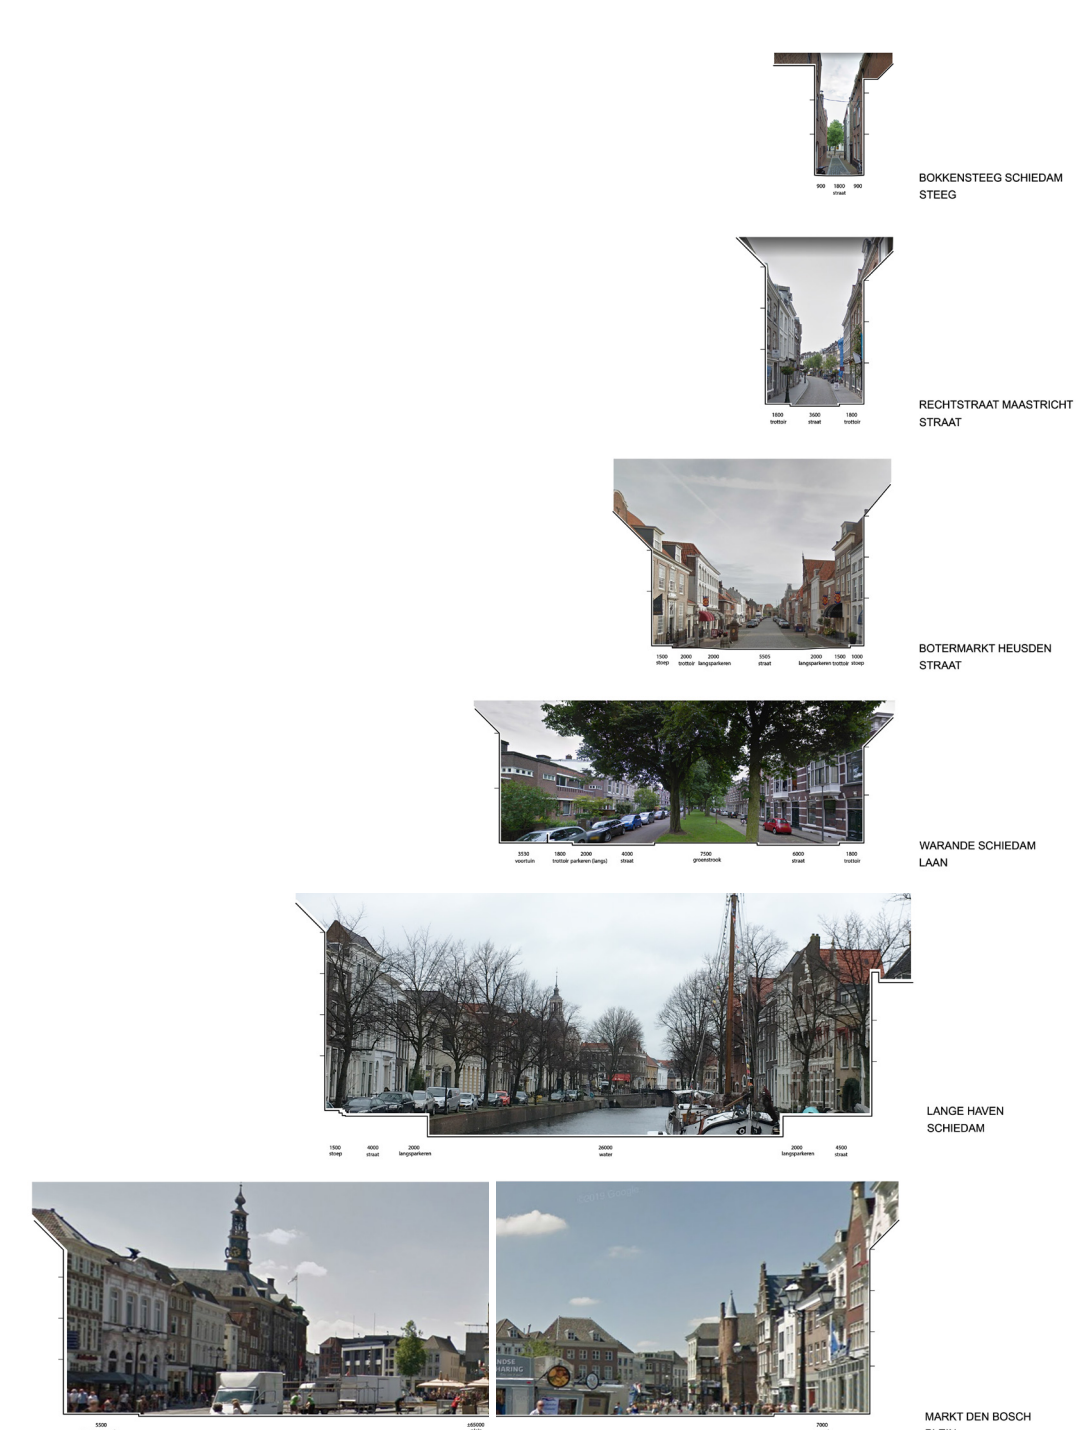 900 1800 900
straat
BOKKENSTEEG SCHIEDAM
STEEG
1800 3600 1800
trottoir straat trottoir
RECHTSTRAAT MAASTRICHT
STRAAT
1500 2000 2000 5505 2000 1500 1000
stoep trottoir langsparkeren straat langsparkeren trottoir stoep
BOTERMARKT HEUSDEN
STRAAT
3530 1800 2000 4000 7500 6000 1800
voortuin trottoir parkeren (langs) straat groenstrook straat trottoir
WARANDE SCHIEDAM
LAAN
1500 4000 2000 26000 2000 4500
stoep straat langsparkeren water langsparkeren straat
LANGE HAVEN
SCHIEDAM
NDSE
HARING
5500 ±65000 7000
MARKT DEN BOSCH